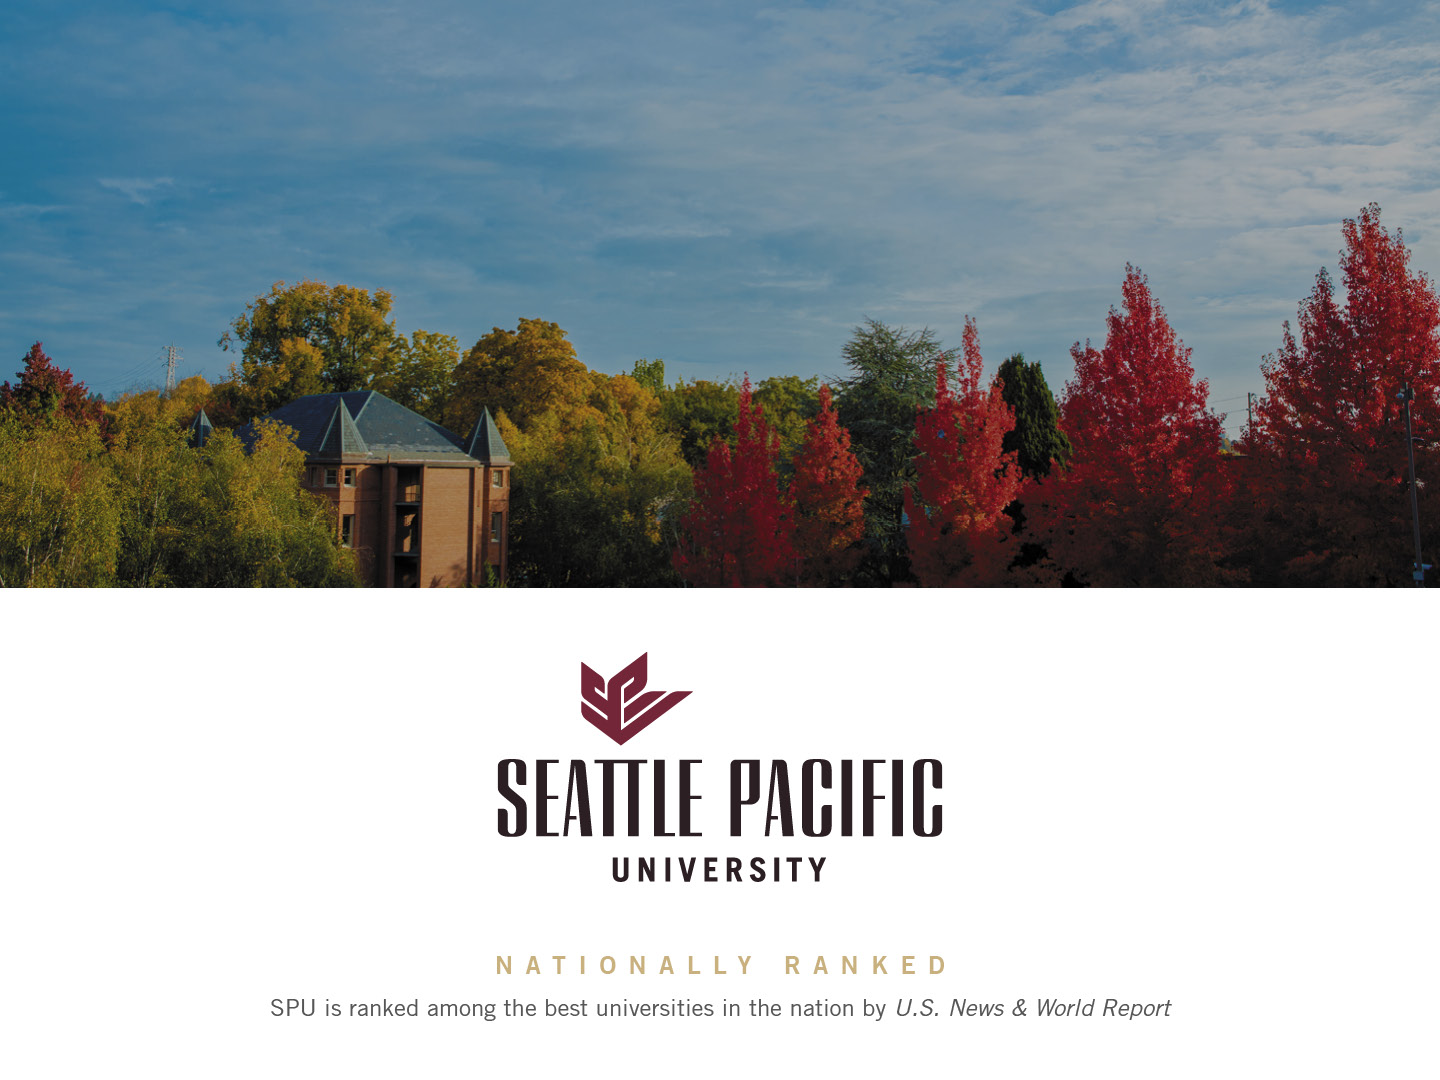 SEATTLE PACIFIC
UNIVERSITY
NATIONALLY RANKED
SPU is ranked among the best universities in the nation by U.S. News & World Report